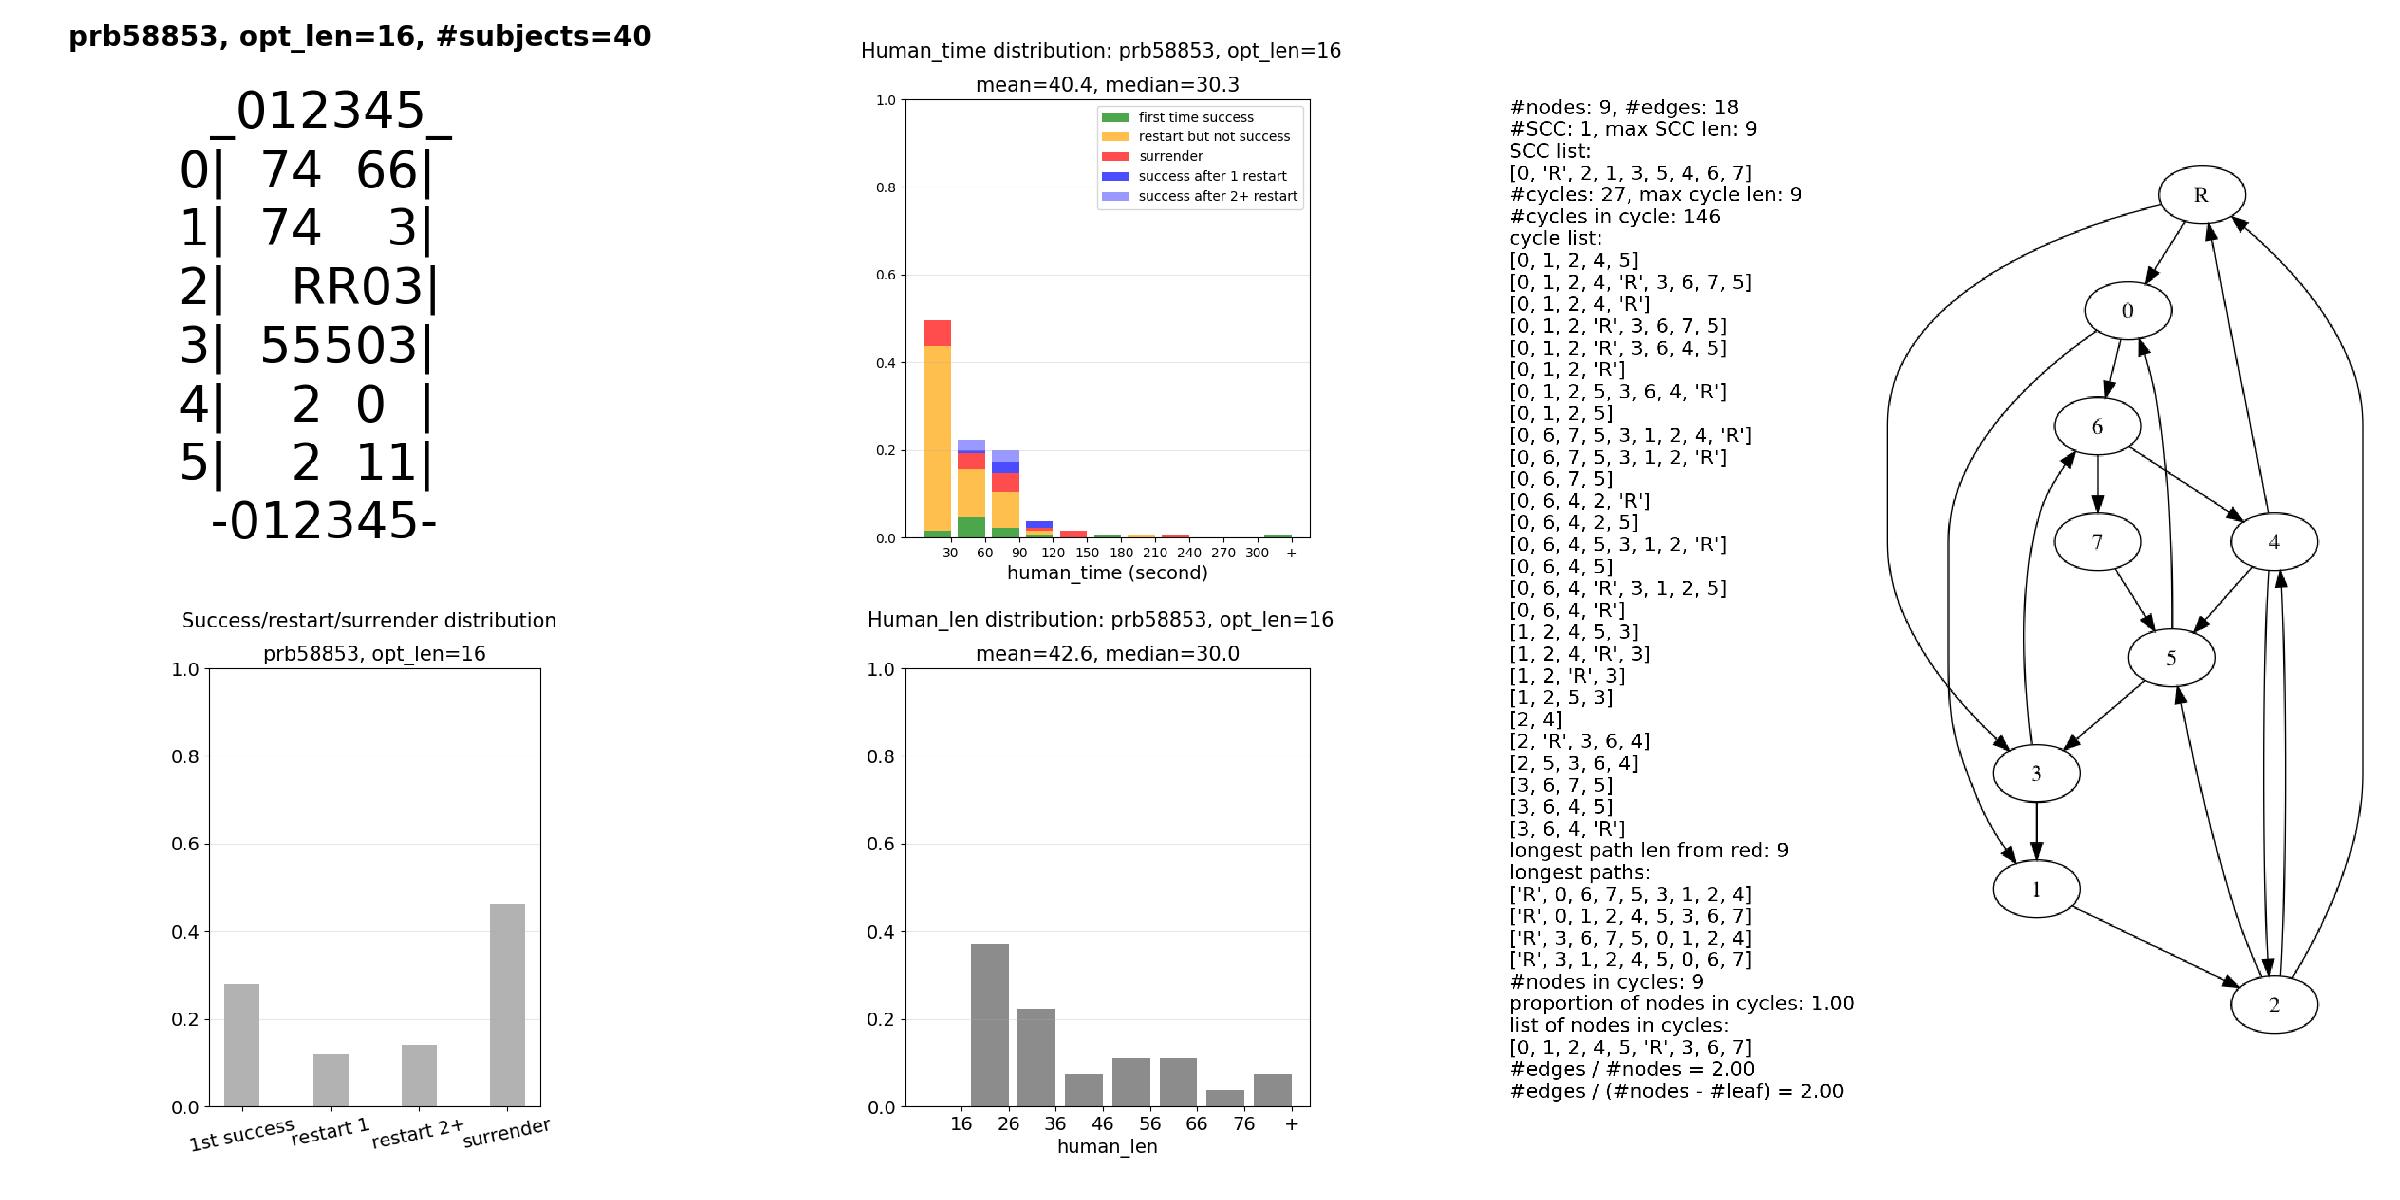 prb58853, opt_len=16, #subjects=40
_012345_
0| 74 66|
1| 74  3|
2|  RR03|
3| 55503|
4|  2 0 |
5|  2 11|
-012345-
Human_time distribution: prb58853, opt_len=16
mean=40.4, median=30.3
1.0
0.8
0.6
0.4
0.2
0.0
first time success
restart but not success
surrender
success after 1 restart
success after 2+ restart
30 60 90 120 150 180 210 240 270 300 +
human_time (second)
Success/restart/surrender distribution
prb58853, opt_len=16
1.0
0.8
0.6
0.4
0.2
0.0
1st success restart 1 restart 2+ surrender
Human_len distribution: prb58853, opt_len=16
mean=42.6, median=30.0
1.0
0.8
0.6
0.4
0.2
0.0
16 26 36 46 56 66 76 +
human_len
#nodes: 9, #edges: 18
#SCC: 1, max SCC len: 9
SCC list:
[0, 'R', 2, 1, 3, 5, 4, 6, 7]
#cycles: 27, max cycle len: 9
#cycles in cycle: 146
cycle list:
[0, 1, 2, 4, 5]
[0, 1, 2, 4, 'R', 3, 6, 7, 5]
[0, 1, 2, 4, 'R']
[0, 1, 2, 'R', 3, 6, 7, 5]
[0, 1, 2, 'R', 3, 6, 4, 5]
[0, 1, 2, 'R']
[0, 1, 2, 5, 3, 6, 4, 'R']
[0, 1, 2, 5]
[0, 6, 7, 5, 3, 1, 2, 4, 'R']
[0, 6, 7, 5, 3, 1, 2, 'R']
[0, 6, 7, 5]
[0, 6, 4, 2, 'R']
[0, 6, 4, 2, 5]
[0, 6, 4, 5, 3, 1, 2, 'R']
[0, 6, 4, 5]
[0, 6, 4, 'R', 3, 1, 2, 5]
[0, 6, 4, 'R']
[1, 2, 4, 5, 3]
[1, 2, 4, 'R', 3]
[1, 2, 'R', 3]
[1, 2, 5, 3]
[2, 4]
[2, 'R', 3, 6, 4]
[2, 5, 3, 6, 4]
[3, 6, 7, 5]
[3, 6, 4, 5]
[3, 6, 4, 'R']
longest path len from red: 9
longest paths:
['R', 0, 6, 7, 5, 3, 1, 2, 4]
['R', 0, 1, 2, 4, 5, 3, 6, 7]
['R', 3, 6, 7, 5, 0, 1, 2, 4]
['R', 3, 1, 2, 4, 5, 0, 6, 7]
#nodes in cycles: 9
proportion of nodes in cycles: 1.00
list of nodes in cycles:
[0, 1, 2, 4, 5, 'R', 3, 6, 7]
#edges / #nodes = 2.00
#edges / (#nodes - #leaf) = 2.00
R
0
6
7 4
5
3
1
2